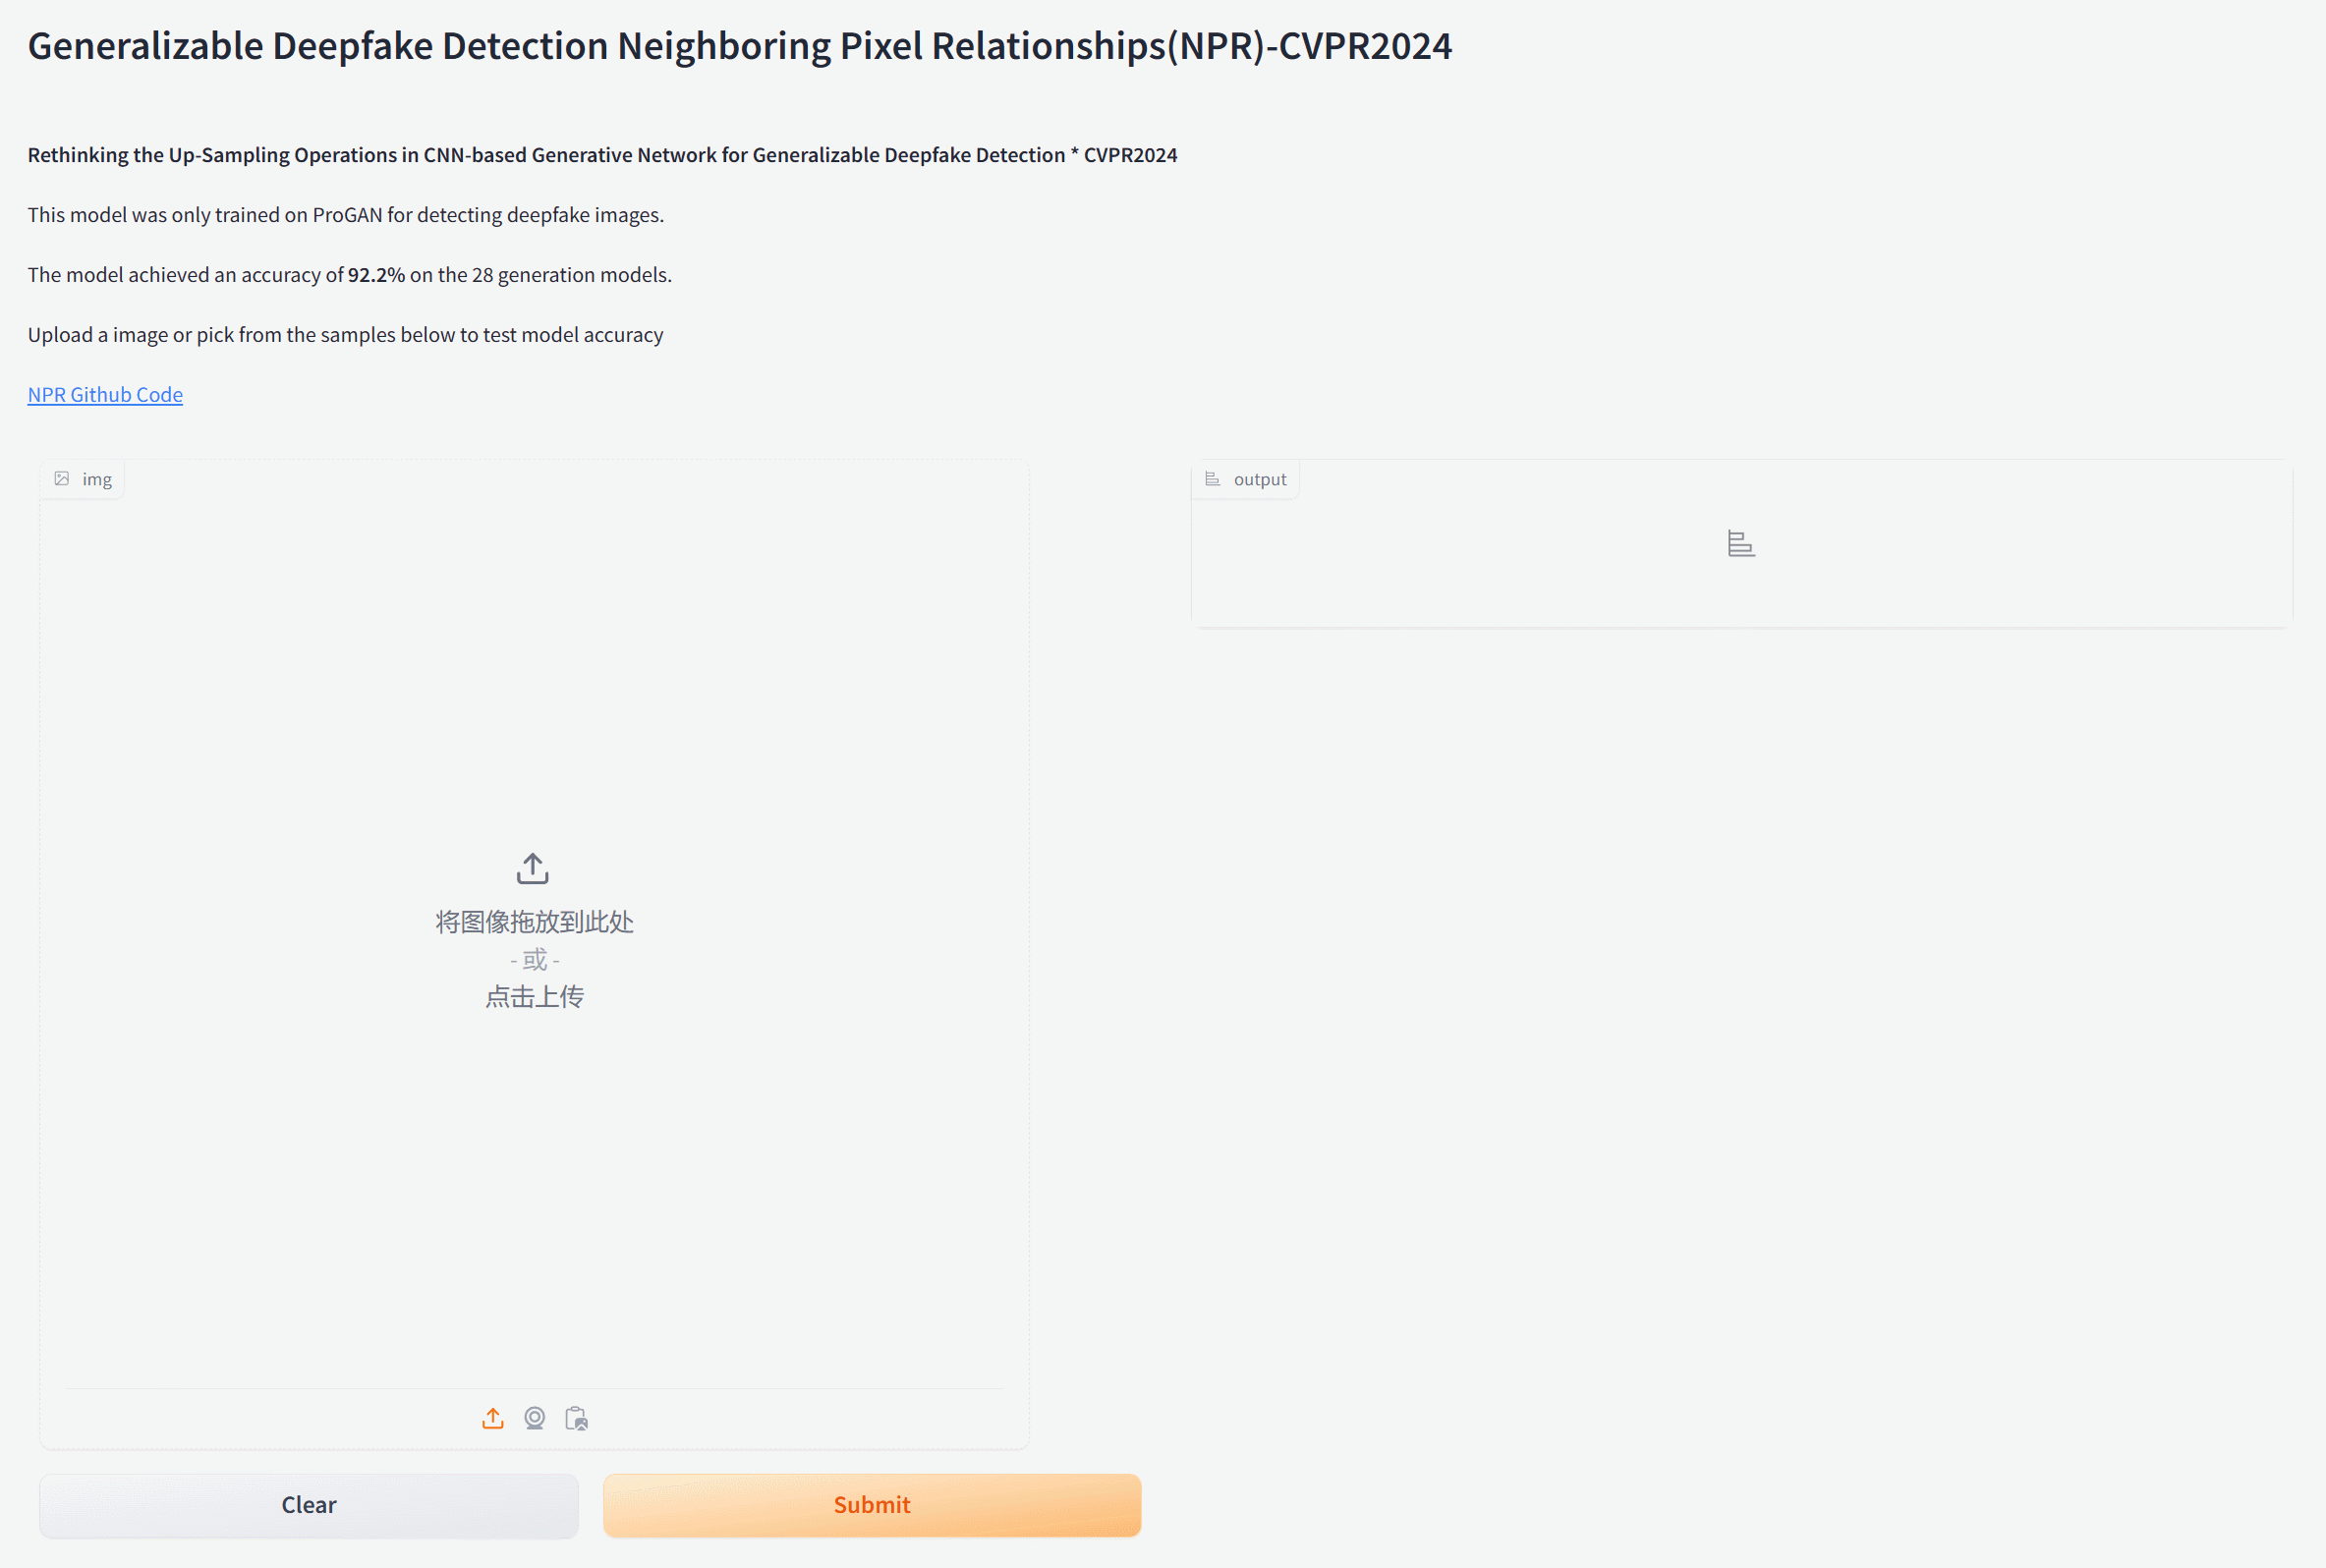 Generalizable Deepfake Detection Neighboring Pixel Relationships(NPR)-CVPR2024
Rethinking the Up-Sampling Operations in CNN-based Generative Network for Generalizable Deepfake Detection * CVPR2024
This model was only trained on ProGAN for detecting deepfake images.
The model achieved an accuracy of 92.2% on the 28 generation models.
Upload a image or pick from the samples below to test model accuracy
NPR Github Code
img
output
将图像拖放到此处
- 或 -
点击上传
Clear
Submit